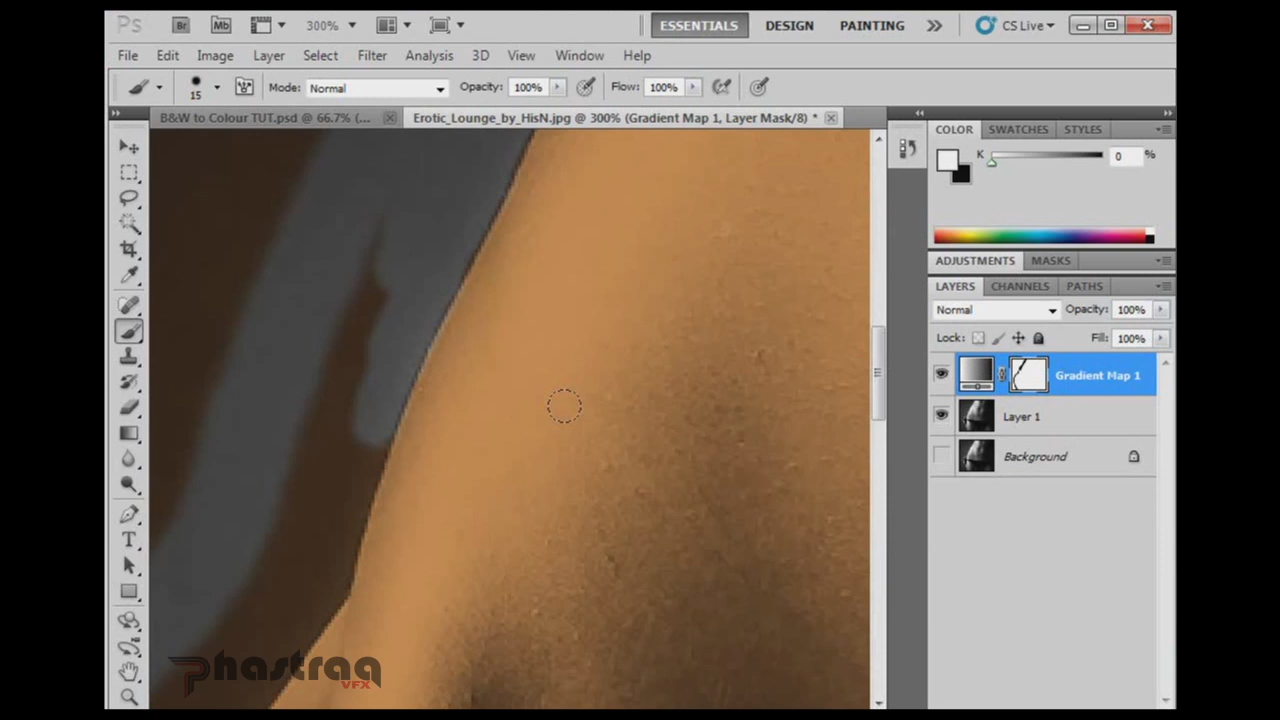 Ps Br Mb 300% ESSENTIALS DESIGN PAINTING CS Live
File Edit Image Layer Select Filter Analysis 3D View Window Help
15 Mode: Normal Opacity: 100% Flow: 100%
B&W to Colour TUT.psd @ 66.7% (... Erotic_Lounge_by_HisN.jpg @ 300% (Gradient Map 1, Layer Mask/8) *
COLOR SWATCHES STYLES
K 0 %
ADJUSTMENTS MASKS
LAYERS CHANNELS PATHS
Normal Opacity: 100%
Lock: Fill: 100%
Gradient Map 1
Layer 1
Background
T
Phastraq
VFX